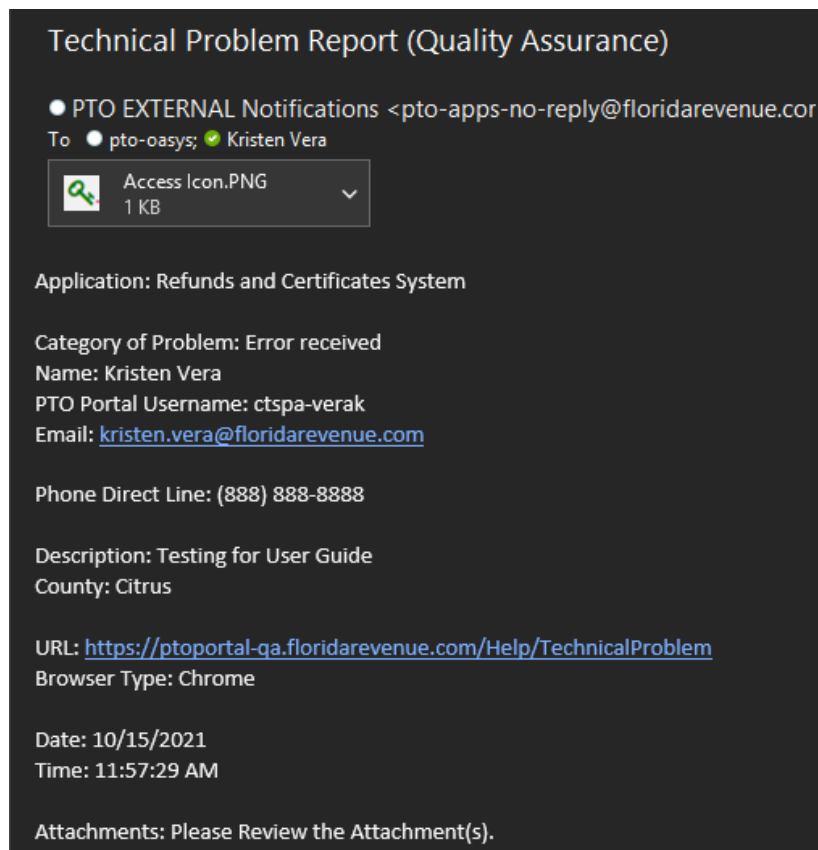 Technical Problem Report (Quality Assurance)
PTO EXTERNAL Notifications <pto-apps-no-reply@floridarevenue.cor
To pto-oasys; Kristen Vera
Access Icon.PNG
1 KB
Application: Refunds and Certificates System
Category of Problem: Error received
Name: Kristen Vera
PTO Portal Username: ctspa-verak
Email: kristen.vera@floridarevenue.com
Phone Direct Line: (888) 888-8888
Description: Testing for User Guide
County: Citrus
URL: https://ptoportal-qa.floridarevenue.com/Help/TechnicalProblem
Browser Type: Chrome
Date: 10/15/2021
Time: 11:57:29 AM
Attachments: Please Review the Attachment(s).